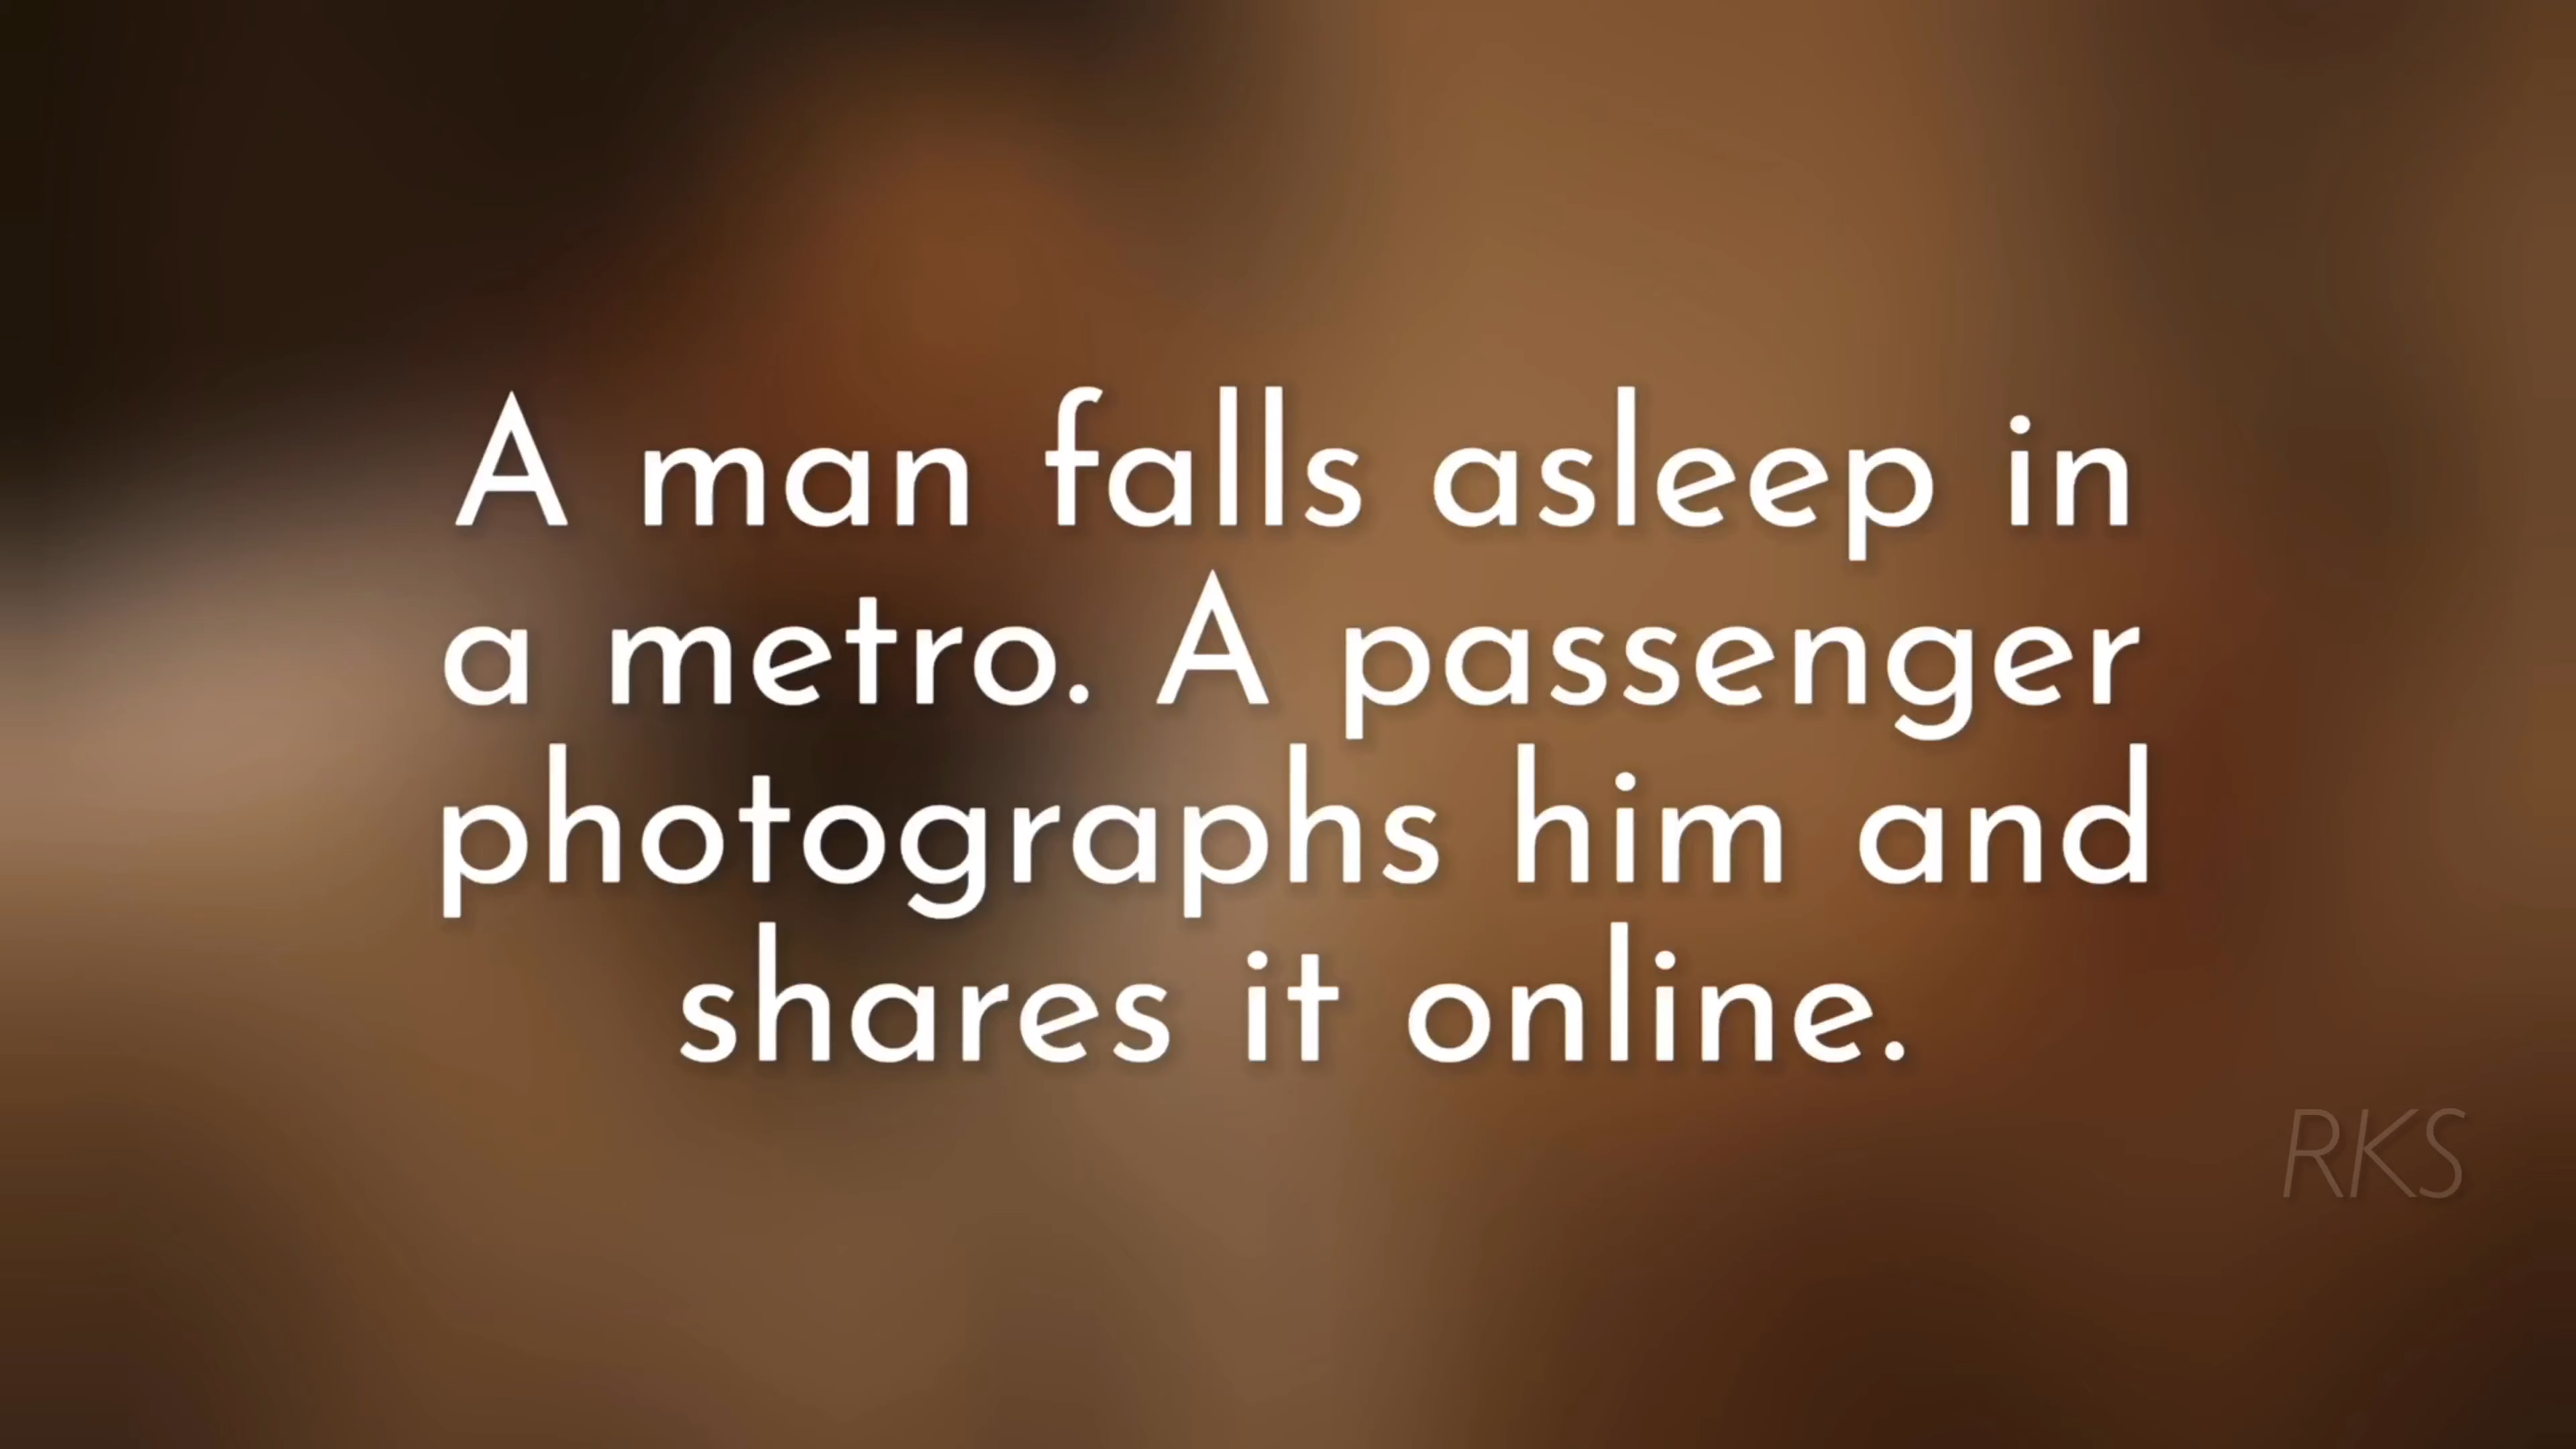 A man falls asleep in
a metro. A passenger
photographs him and
shares it online.
RKS